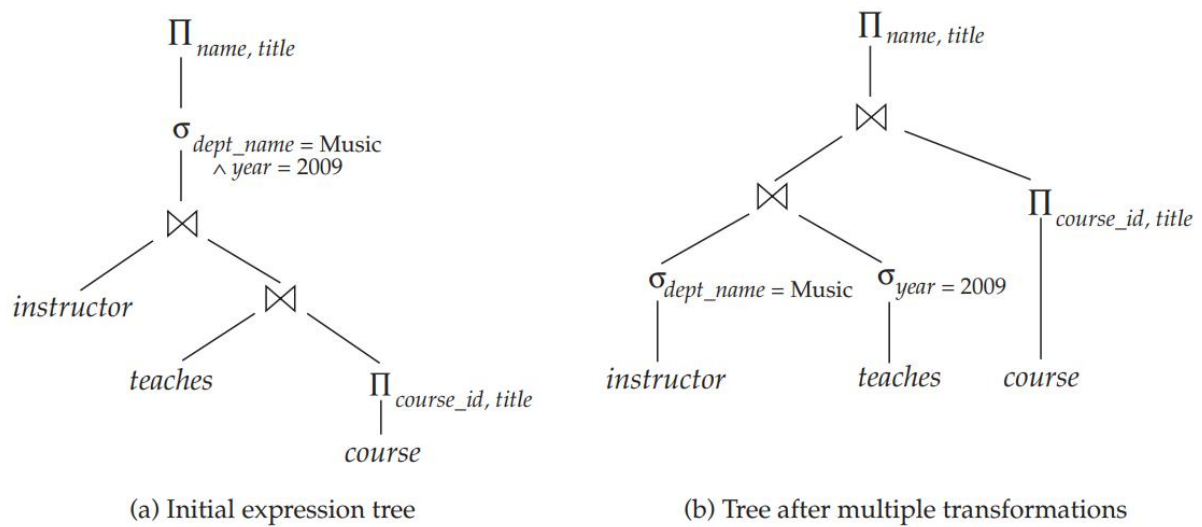 Π name, title
σ dept_name = Music
∧ year = 2009
⋈
instructor
⋈
teaches
Π course_id, title
course
(a) Initial expression tree
Π name, title
⋈
⋈
Π course_id, title
σ dept_name = Music
σ year = 2009
instructor
teaches
course
(b) Tree after multiple transformations